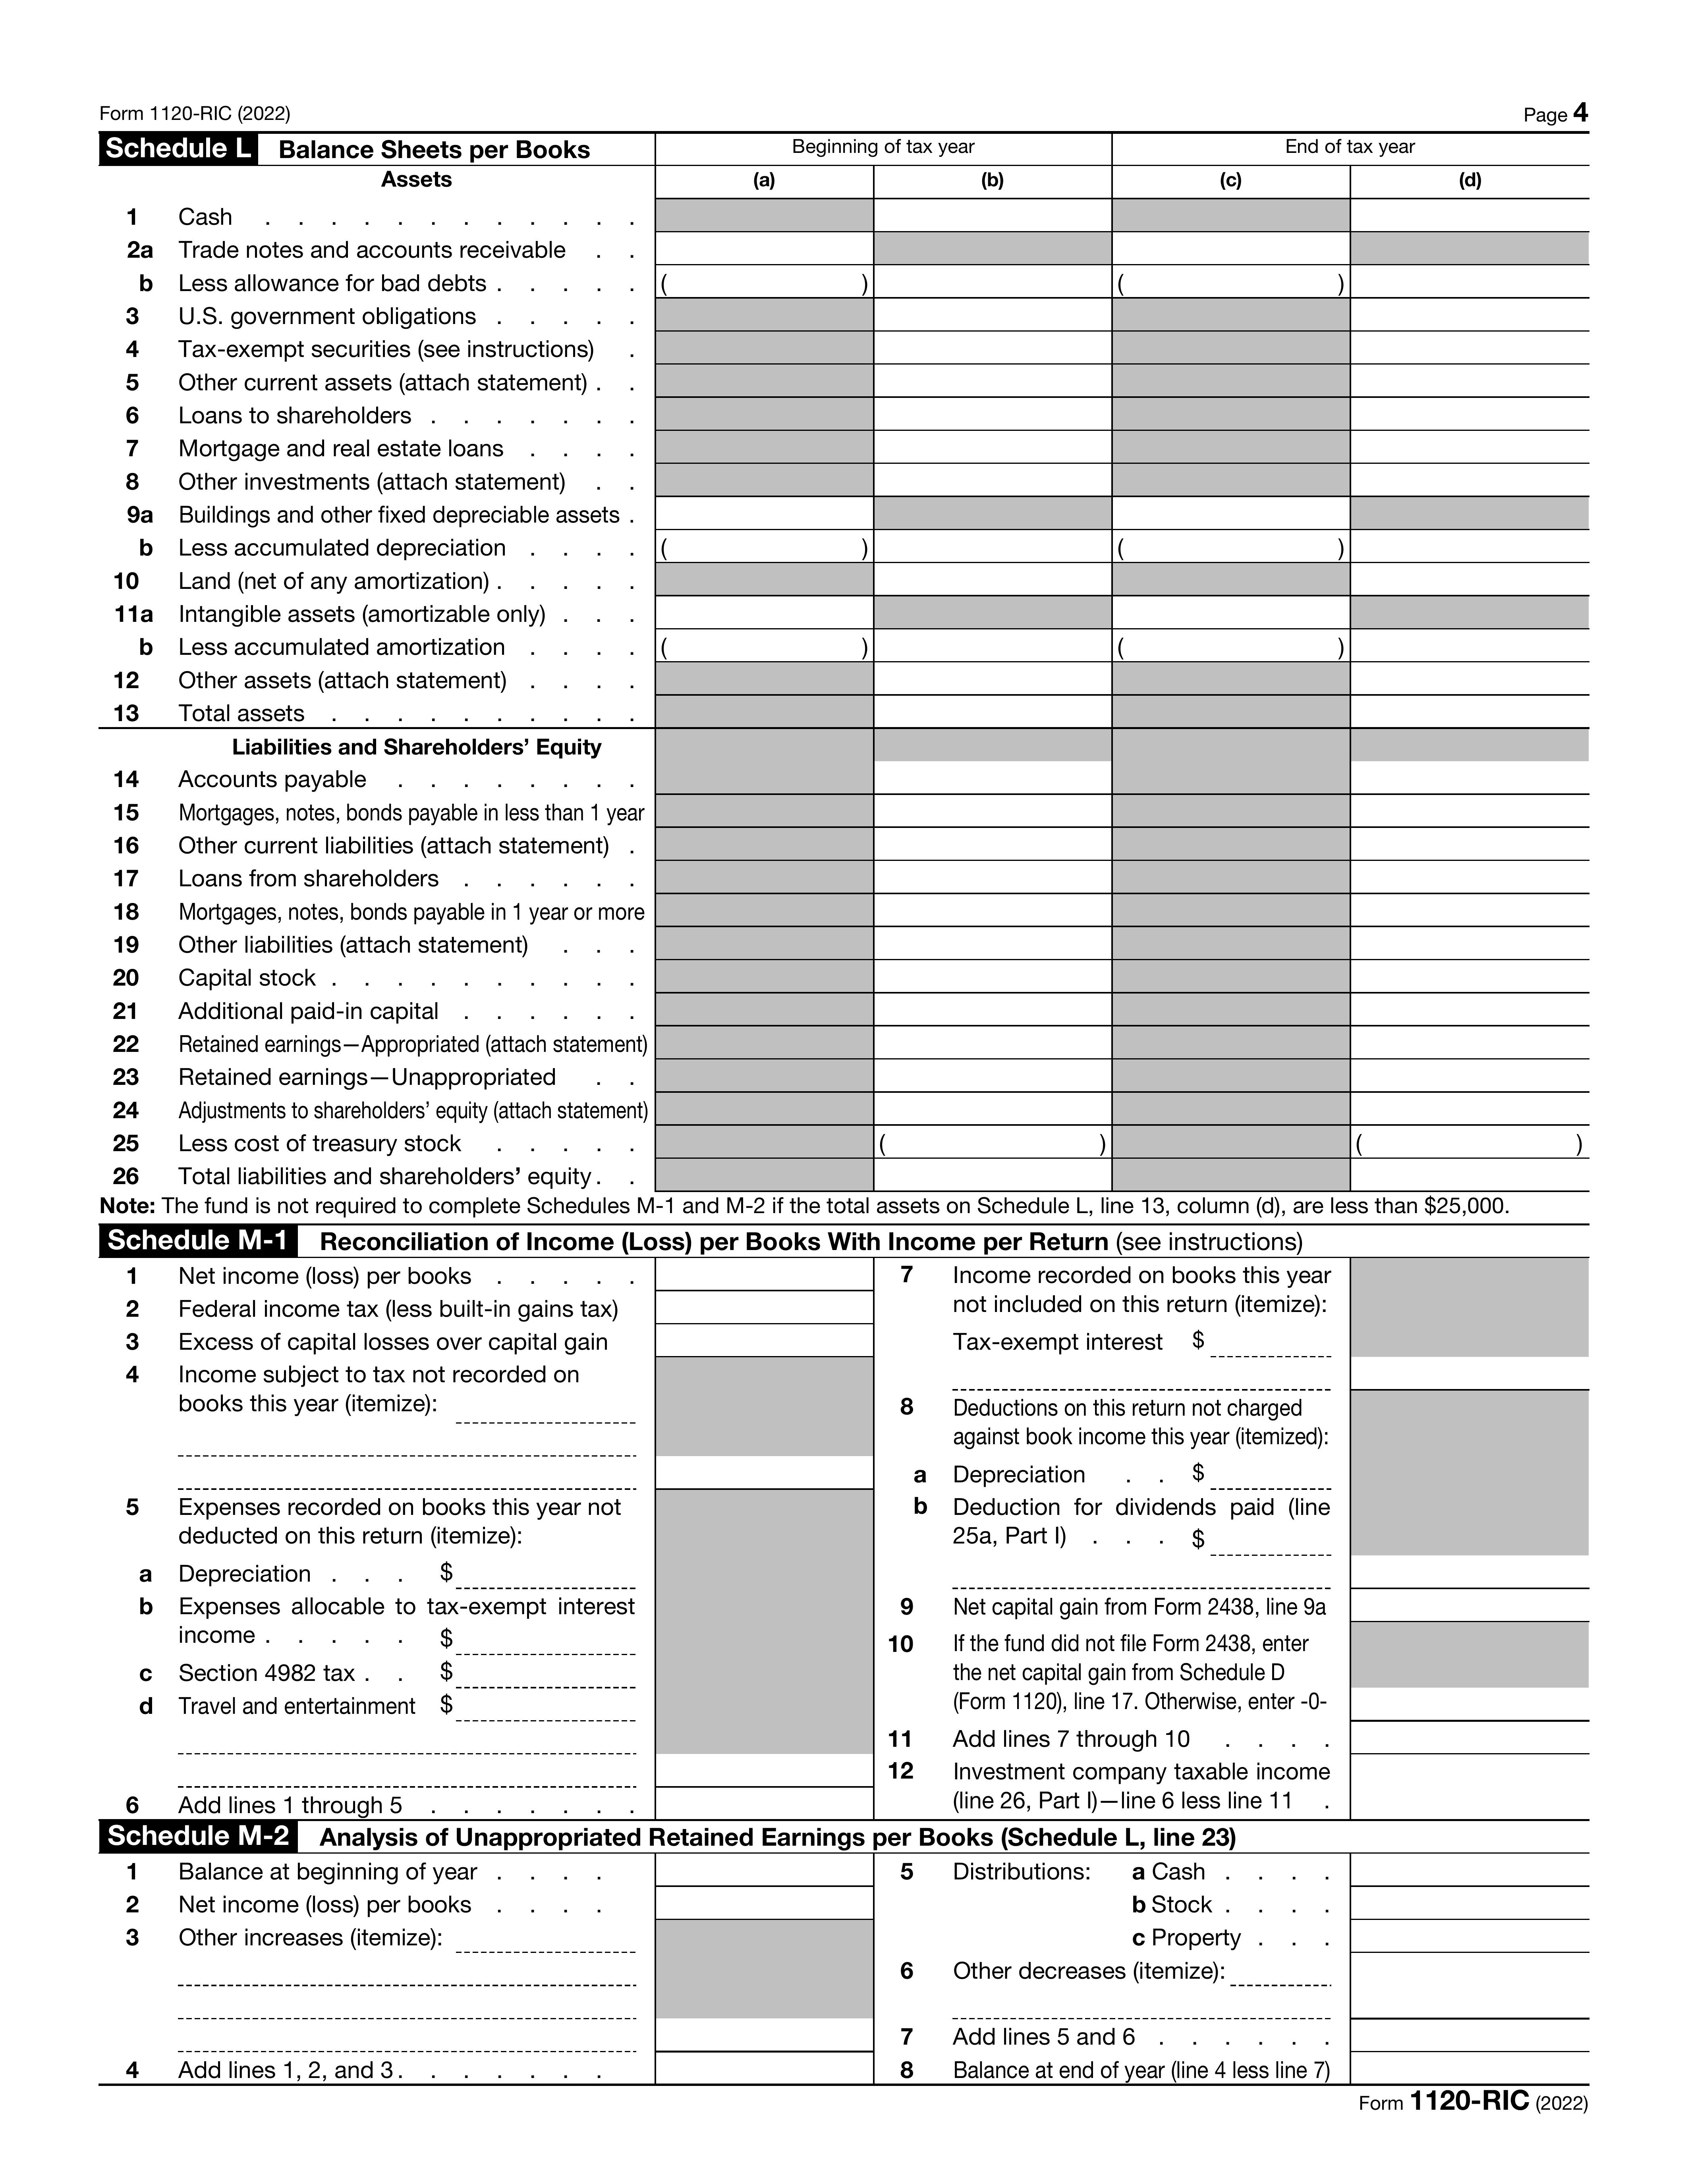 Form 1120-RIC (2022) Page 4
Schedule L Balance Sheets per Books Beginning of tax year End of tax year
Assets (a) (b) (c) (d)
1 Cash . . . . . . . . . . . .
2a Trade notes and accounts receivable . .
b Less allowance for bad debts . . . . . ( ) ( )
3 U.S. government obligations . . . . .
4 Tax-exempt securities (see instructions) .
5 Other current assets (attach statement) . .
6 Loans to shareholders . . . . . . .
7 Mortgage and real estate loans . . . .
8 Other investments (attach statement) . .
9a Buildings and other fixed depreciable assets .
b Less accumulated depreciation . . . . ( ) ( )
10 Land (net of any amortization) . . . . .
11a Intangible assets (amortizable only) . . .
b Less accumulated amortization . . . . ( ) ( )
12 Other assets (attach statement) . . . .
13 Total assets . . . . . . . . . .
Liabilities and Shareholders’ Equity
14 Accounts payable . . . . . . . .
15 Mortgages, notes, bonds payable in less than 1 year
16 Other current liabilities (attach statement) .
17 Loans from shareholders . . . . . .
18 Mortgages, notes, bonds payable in 1 year or more
19 Other liabilities (attach statement) . . .
20 Capital stock . . . . . . . . . .
21 Additional paid-in capital . . . . . .
22 Retained earnings—Appropriated (attach statement)
23 Retained earnings—Unappropriated . .
24 Adjustments to shareholders’ equity (attach statement)
25 Less cost of treasury stock . . . . . ( ) ( )
26 Total liabilities and shareholders’ equity . .
Note: The fund is not required to complete Schedules M-1 and M-2 if the total assets on Schedule L, line 13, column (d), are less than $25,000.
Schedule M-1 Reconciliation of Income (Loss) per Books With Income per Return (see instructions)
1 Net income (loss) per books . . . . .
2 Federal income tax (less built-in gains tax)
3 Excess of capital losses over capital gain
4 Income subject to tax not recorded on
books this year (itemize):
5 Expenses recorded on books this year not
deducted on this return (itemize):
a Depreciation . . . $
b Expenses allocable to tax-exempt interest
income . . . . . $
c Section 4982 tax . . $
d Travel and entertainment $
6 Add lines 1 through 5 . . . . . . .
7 Income recorded on books this year
not included on this return (itemize):
Tax-exempt interest $
8 Deductions on this return not charged
against book income this year (itemized):
a Depreciation . . $
b Deduction for dividends paid (line
25a, Part I) . . . $
9 Net capital gain from Form 2438, line 9a
10 If the fund did not file Form 2438, enter
the net capital gain from Schedule D
(Form 1120), line 17. Otherwise, enter -0-
11 Add lines 7 through 10 . . . .
12 Investment company taxable income
(line 26, Part I)—line 6 less line 11 .
Schedule M-2 Analysis of Unappropriated Retained Earnings per Books (Schedule L, line 23)
1 Balance at beginning of year . . . .
2 Net income (loss) per books . . . .
3 Other increases (itemize):
4 Add lines 1, 2, and 3 . . . . . . .
5 Distributions: a Cash . . . .
b Stock . . . .
c Property . . .
6 Other decreases (itemize):
7 Add lines 5 and 6 . . . . . .
8 Balance at end of year (line 4 less line 7)
Form 1120-RIC (2022)